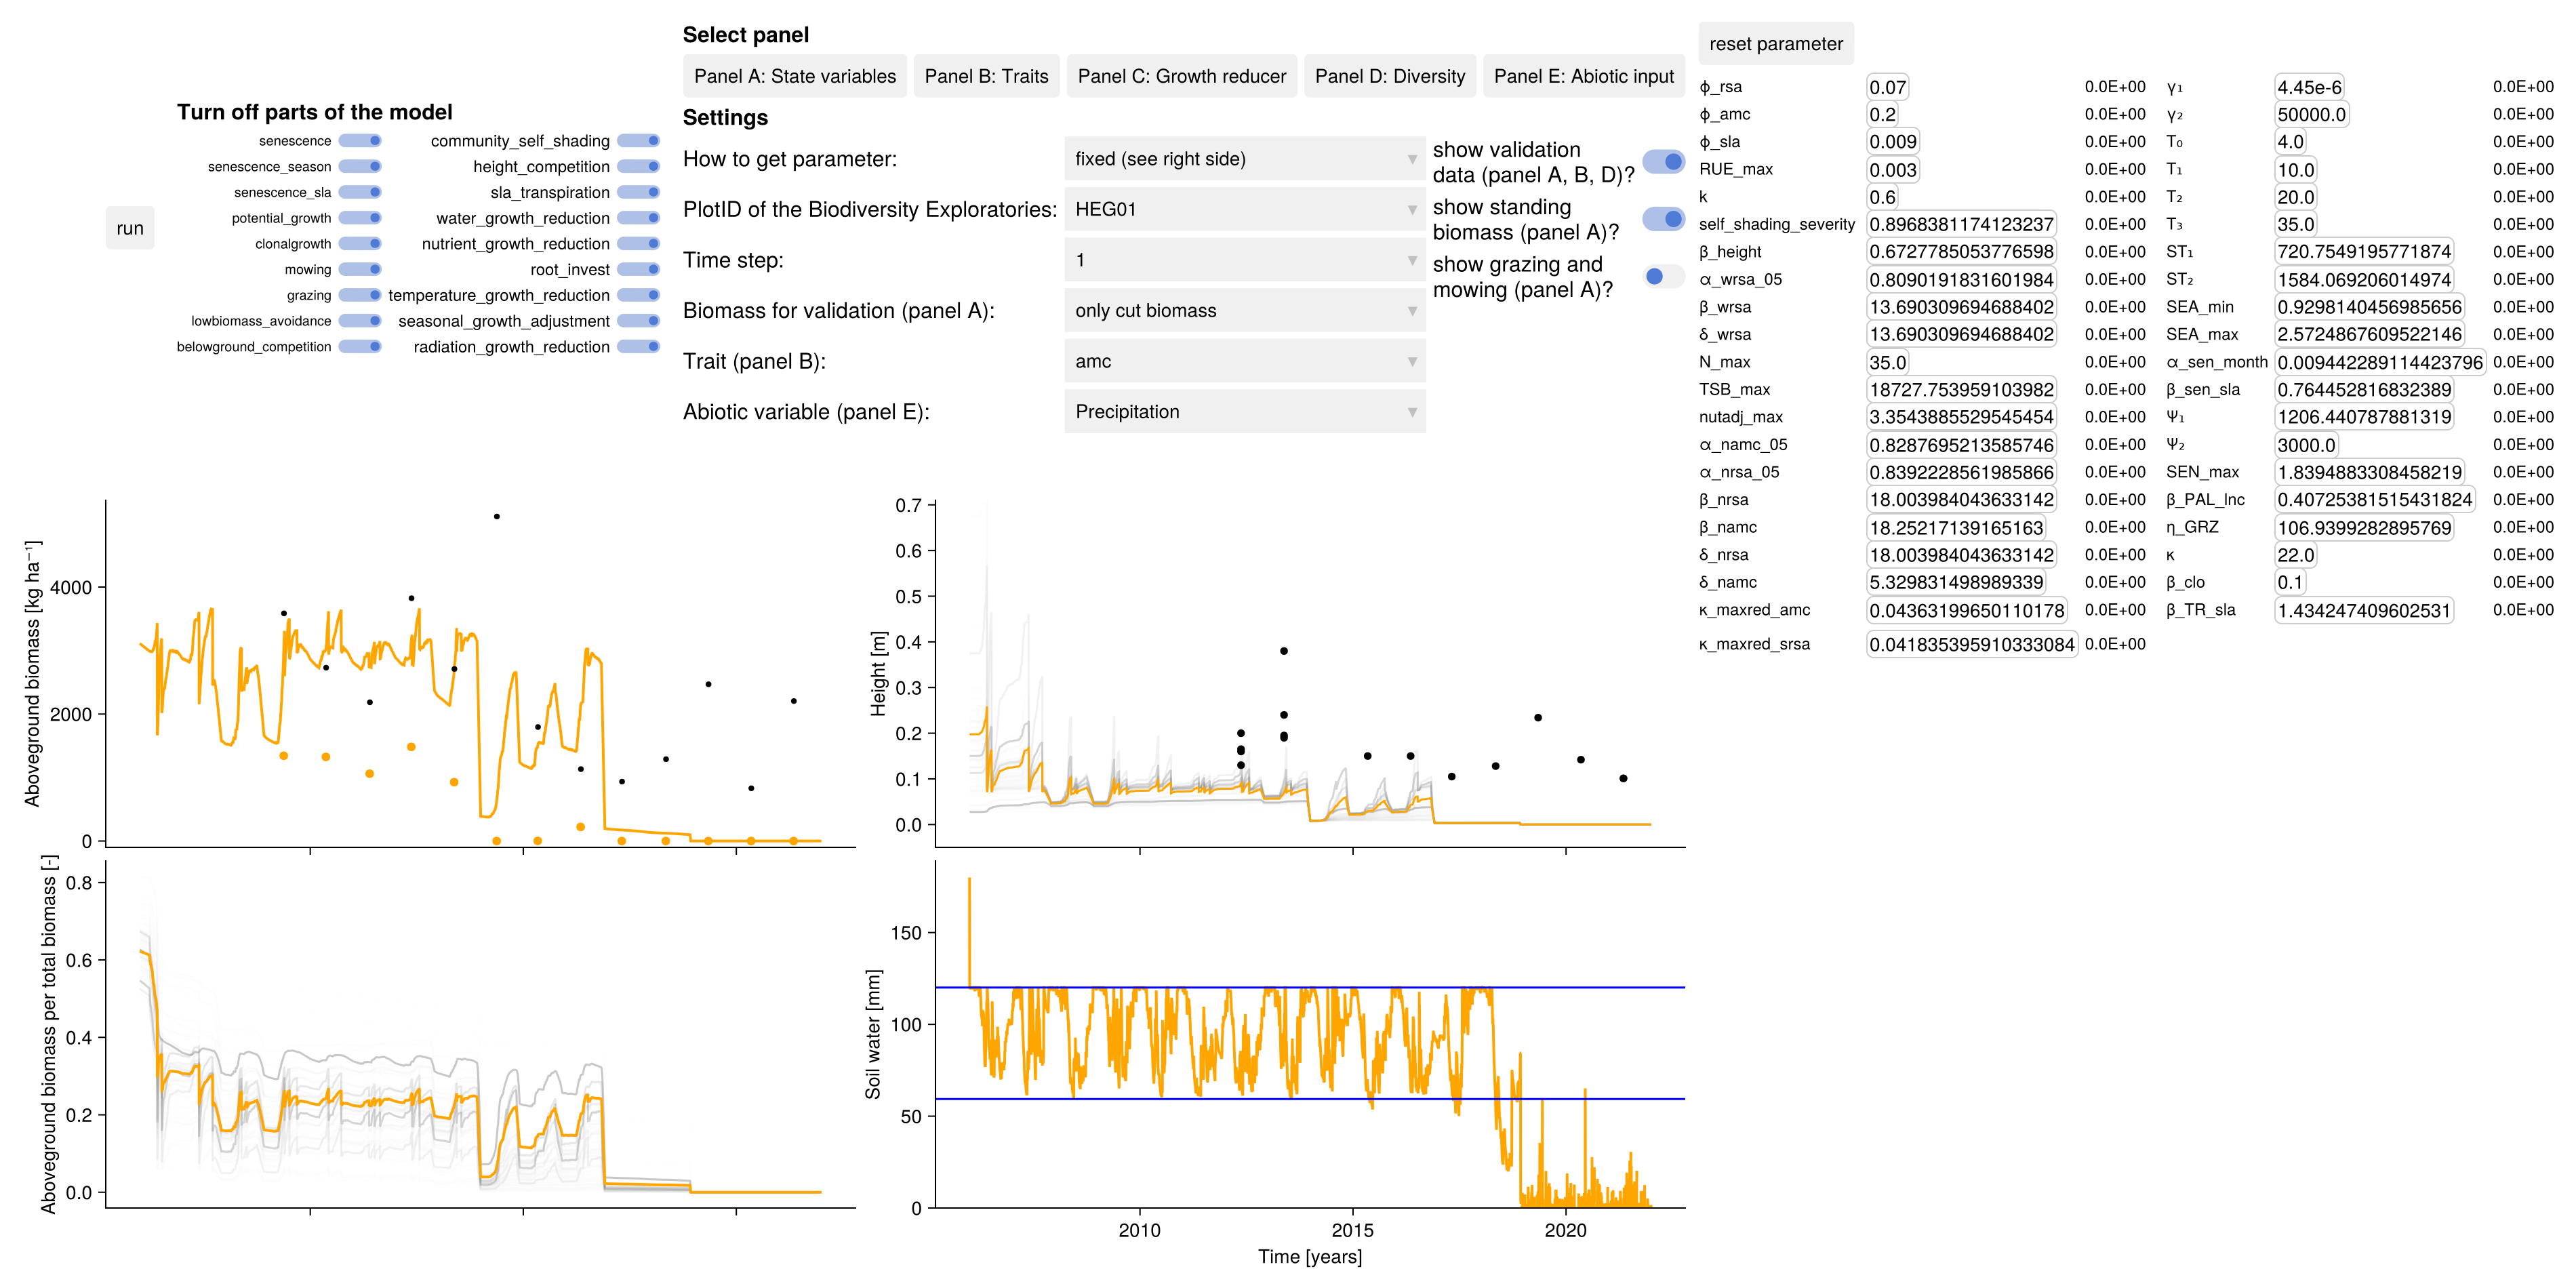 Select panel
Panel A: State variables
Panel B: Traits
Panel C: Growth reducer
Panel D: Diversity
Panel E: Abiotic input
Turn off parts of the model
run
senescence
community_self_shading
senescence_season
height_competition
senescence_sla
sla_transpiration
potential_growth
water_growth_reduction
clonalgrowth
nutrient_growth_reduction
mowing
root_invest
grazing
temperature_growth_reduction
lowbiomass_avoidance
seasonal_growth_adjustment
belowground_competition
radiation_growth_reduction
Settings
How to get parameter:
fixed (see right side)
▼
PlotID of the Biodiversity Exploratories:
HEG01
▼
Time step:
1
▼
Biomass for validation (panel A):
only cut biomass
▼
Trait (panel B):
amc
▼
Abiotic variable (panel E):
Precipitation
▼
show validation
data (panel A, B, D)?
show standing
biomass (panel A)?
show grazing and
mowing (panel A)?
reset parameter
ϕ_rsa 0.07 0.0E+00 γ₁ 4.45e-6 0.0E+00
ϕ_amc 0.2 0.0E+00 γ₂ 50000.0 0.0E+00
ϕ_sla 0.009 0.0E+00 T₀ 4.0 0.0E+00
RUE_max 0.003 0.0E+00 T₁ 10.0 0.0E+00
k 0.6 0.0E+00 T₂ 20.0 0.0E+00
self_shading_severity 0.8968381174123237 0.0E+00 T₃ 35.0 0.0E+00
β_height 0.6727785053776598 0.0E+00 ST₁ 720.7549195771874 0.0E+00
α_wrsa_05 0.8090191831601984 0.0E+00 ST₂ 1584.069206014974 0.0E+00
β_wrsa 13.690309694688402 0.0E+00 SEA_min 0.9298140456985656 0.0E+00
δ_wrsa 13.690309694688402 0.0E+00 SEA_max 2.5724867609522146 0.0E+00
N_max 35.0 0.0E+00 α_sen_month 0.009442289114423796 0.0E+00
TSB_max 18727.753959103982 0.0E+00 β_sen_sla 0.764452816832389 0.0E+00
nutadj_max 3.3543885529545454 0.0E+00 Ψ₁ 1206.440787881319 0.0E+00
α_namc_05 0.8287695213585746 0.0E+00 Ψ₂ 3000.0 0.0E+00
α_nrsa_05 0.8392228561985866 0.0E+00 SEN_max 1.8394883308458219 0.0E+00
β_nrsa 18.003984043633142 0.0E+00 β_PAL_lnc 0.40725381515431824 0.0E+00
β_namc 18.25217139165163 0.0E+00 η_GRZ 106.9399282895769 0.0E+00
δ_nrsa 18.003984043633142 0.0E+00 κ 22.0 0.0E+00
δ_namc 5.329831498989339 0.0E+00 β_clo 0.1 0.0E+00
κ_maxred_amc 0.04363199650110178 0.0E+00 β_TR_sla 1.434247409602531 0.0E+00
κ_maxred_srsa 0.041835395910333084 0.0E+00
Aboveground biomass [kg ha⁻¹]
4000
2000
0
Height [m]
0.7
0.6
0.5
0.4
0.3
0.2
0.1
0.0
Aboveground biomass per total biomass [-]
0.8
0.6
0.4
0.2
0.0
Soil water [mm]
150
100
50
0
2010 2015 2020
Time [years]